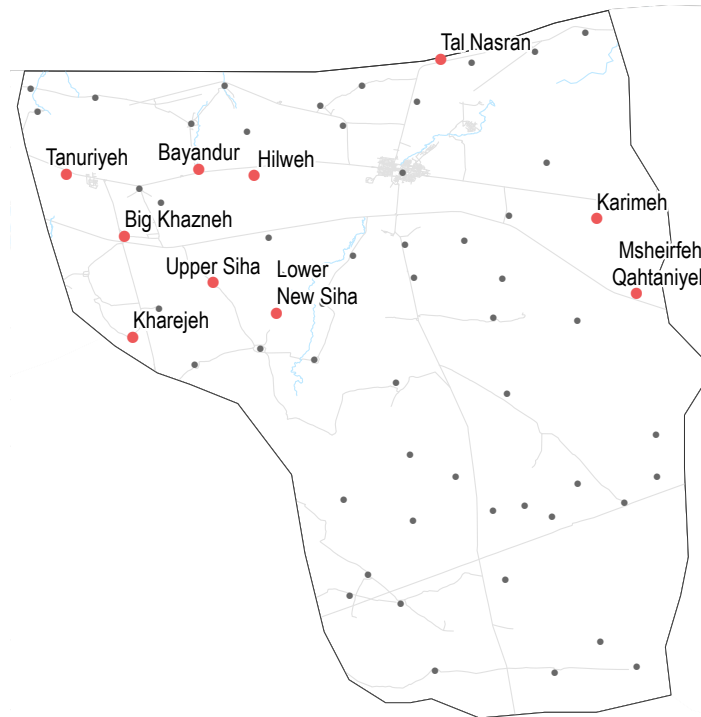 Tal Nasran
Tanuriyeh
Bayandur
Hilweh
Big Khazneh
Karimeh
Upper Siha
Lower
New Siha
Msheirfeh
Qahtaniyeh
Kharejeh